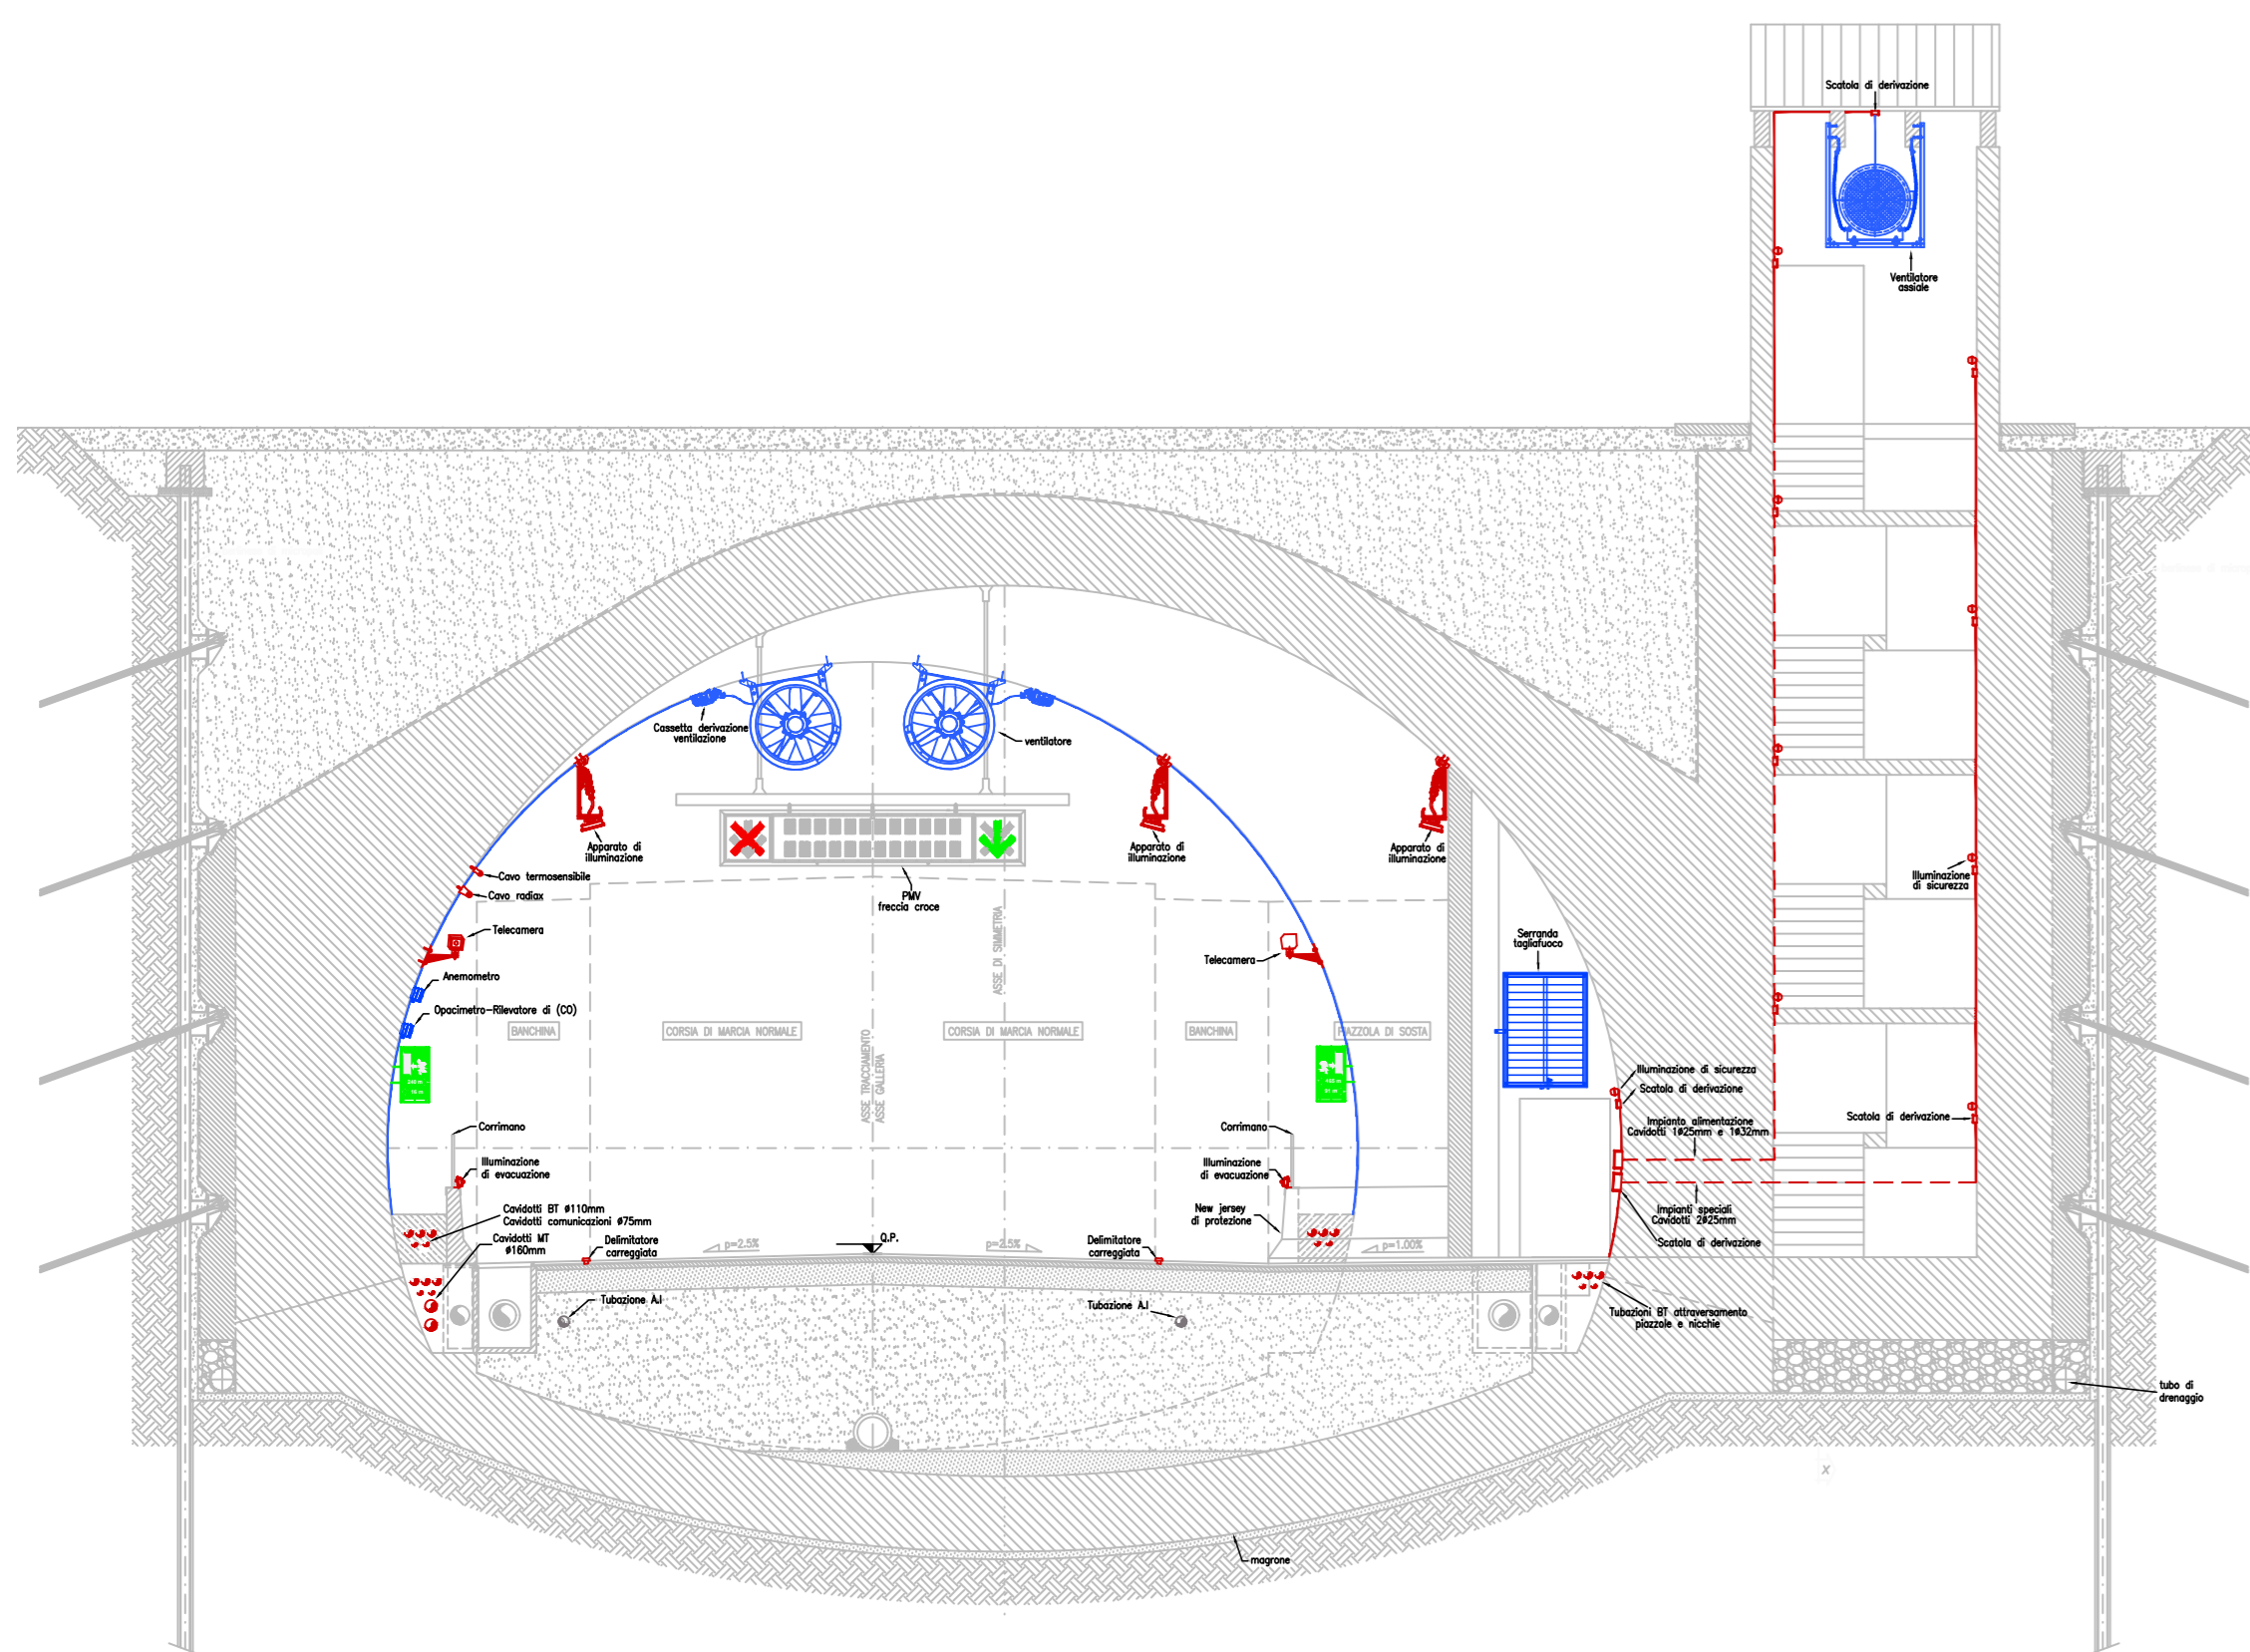 Scatola di derivazione
Ventilatore
assiale
Cassetta derivazione
ventilazione
ventilatore
Apparato di
illuminazione
Apparato di
illuminazione
Apparato di
illuminazione
Cavo termosensibile
Cavo radiax
PMV
freccia croce
Illuminazione
di sicurezza
Telecamera
Telecamera
Serranda
tagliafuoco
ASSE DI SIMMETRIA
Anemometro
Opacimetro-Rilevatore di (CO)
BANCHINA
CORSIA DI MARCIA NORMALE
CORSIA DI MARCIA NORMALE
BANCHINA
PIAZZOLA DI SOSTA
ASSE TRACCIAMENTO
ASSE GALLERIA
Illuminazione di sicurezza
Scatola di derivazione
Impianto alimentazione
Cavidotti 1Ø25mm e 1Ø32mm
Scatola di derivazione
Corrimano
Corrimano
Illuminazione
di evacuazione
Illuminazione
di evacuazione
Cavidotti BT Ø110mm
Cavidotti comunicazioni Ø75mm
New jersey
di protezione
Impianti speciali
Cavidotti 2Ø25mm
Cavidotti MT
Ø160mm
Delimitatore
carreggiata
p=2.5%
Q.P.
p=2.5%
Delimitatore
carreggiata
p=1.00%
Scatola di derivazione
Tubazione A.I
Tubazione A.I
Tubazioni BT attraversamento
piazzole e nicchie
tubo di
drenaggio
x
magrone